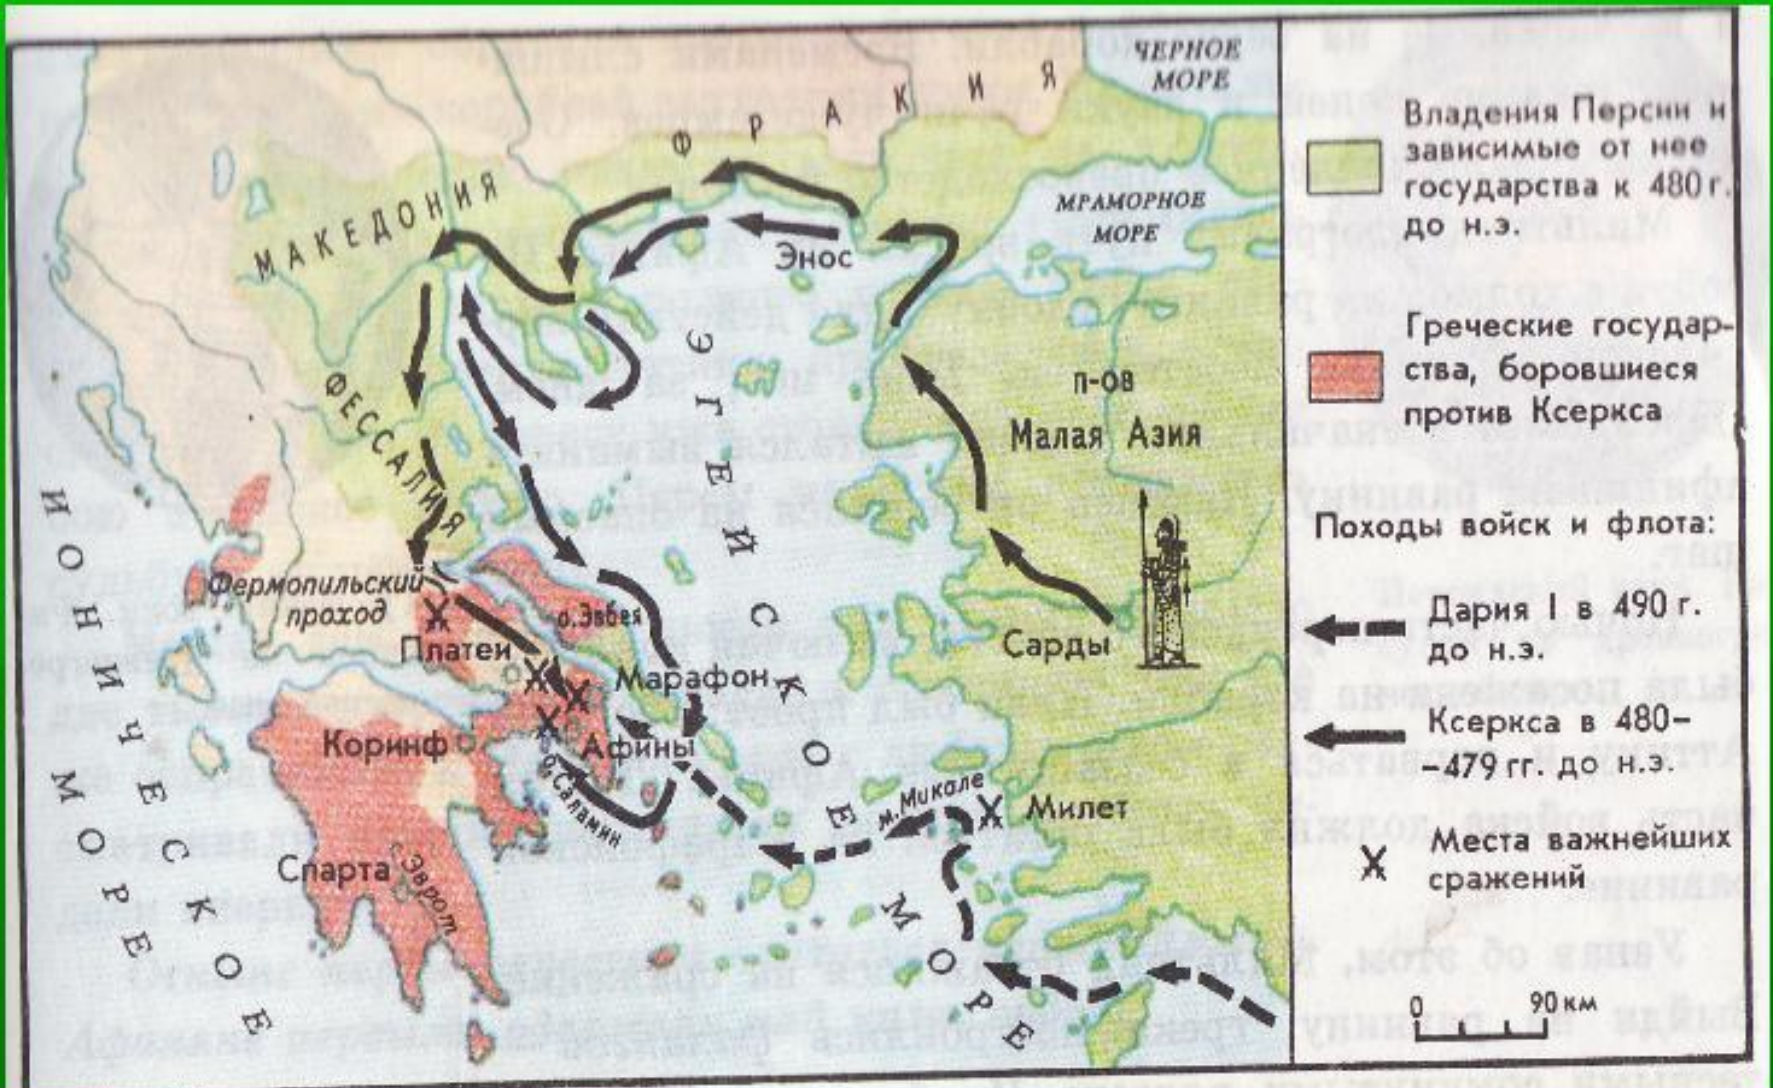 ЧЕРНОЕ
МОРЕ
ФРАКИЯ
МАКЕДОНИЯ
МРАМОРНОЕ
МОРЕ
Энос
ФЕССАЛИЯ
п-ов
Малая Азия
ЭГЕЙСКОЕ МОРЕ
ИОНИЧЕСКОЕ
МОРЕ
Фермопильский
проход
о.Эвбея
Платеи
Марафон
Сарды
Коринф
Афины
о.Саламин
м.Микале
Милет
Спарта
Эврот
Владения Персии и
зависимые от нее
государства к 480 г.
до н.э.
Греческие государ-
ства, боровшиеся
против Ксеркса
Походы войск и флота:
Дария I в 490 г.
до н.э.
Ксеркса в 480-
-479 гг. до н.э.
Места важнейших
сражений
0 90 км